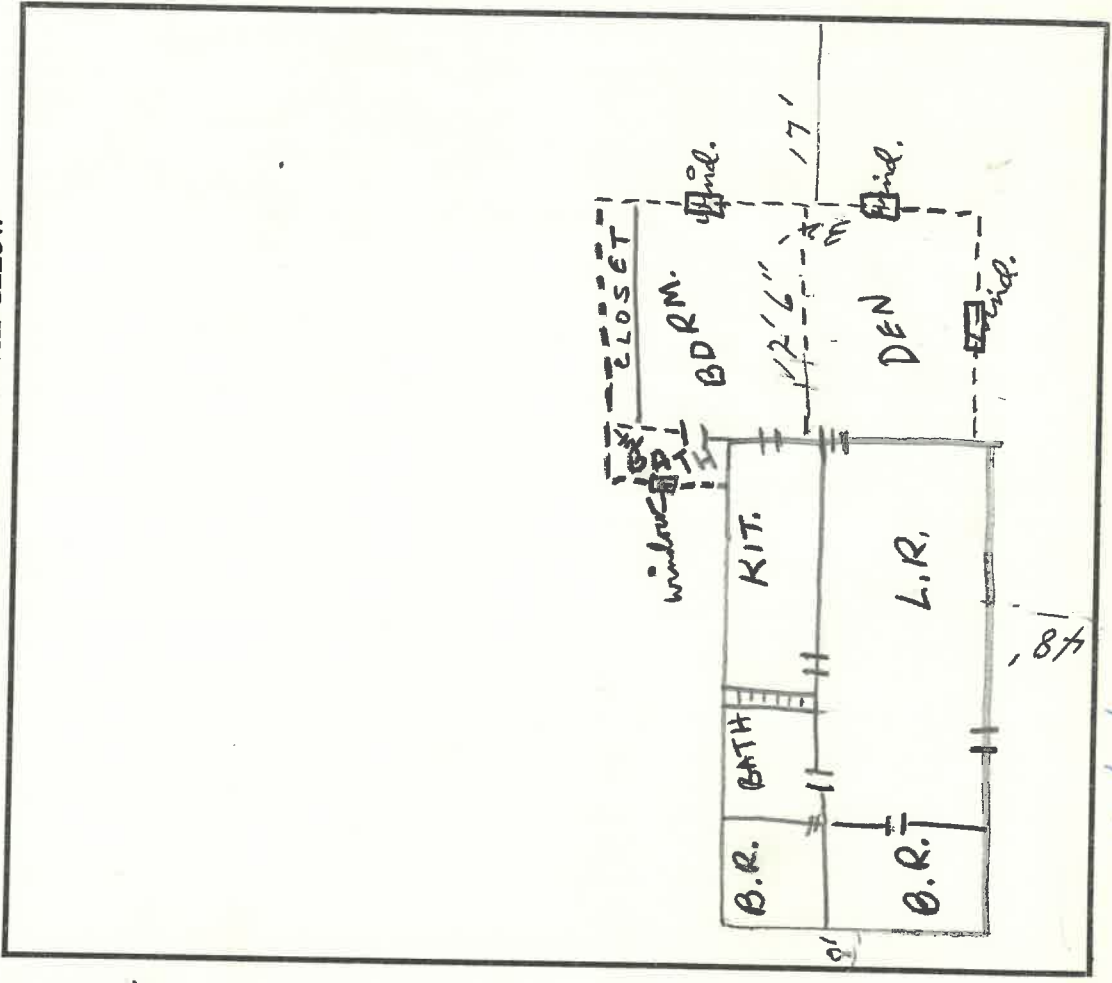 CLOSET
wind.
BDRM.
17'
12'6"
wind.
DEN
wind.
window
KIT.
L.R.
BATH
48'
B.R.
B.R.